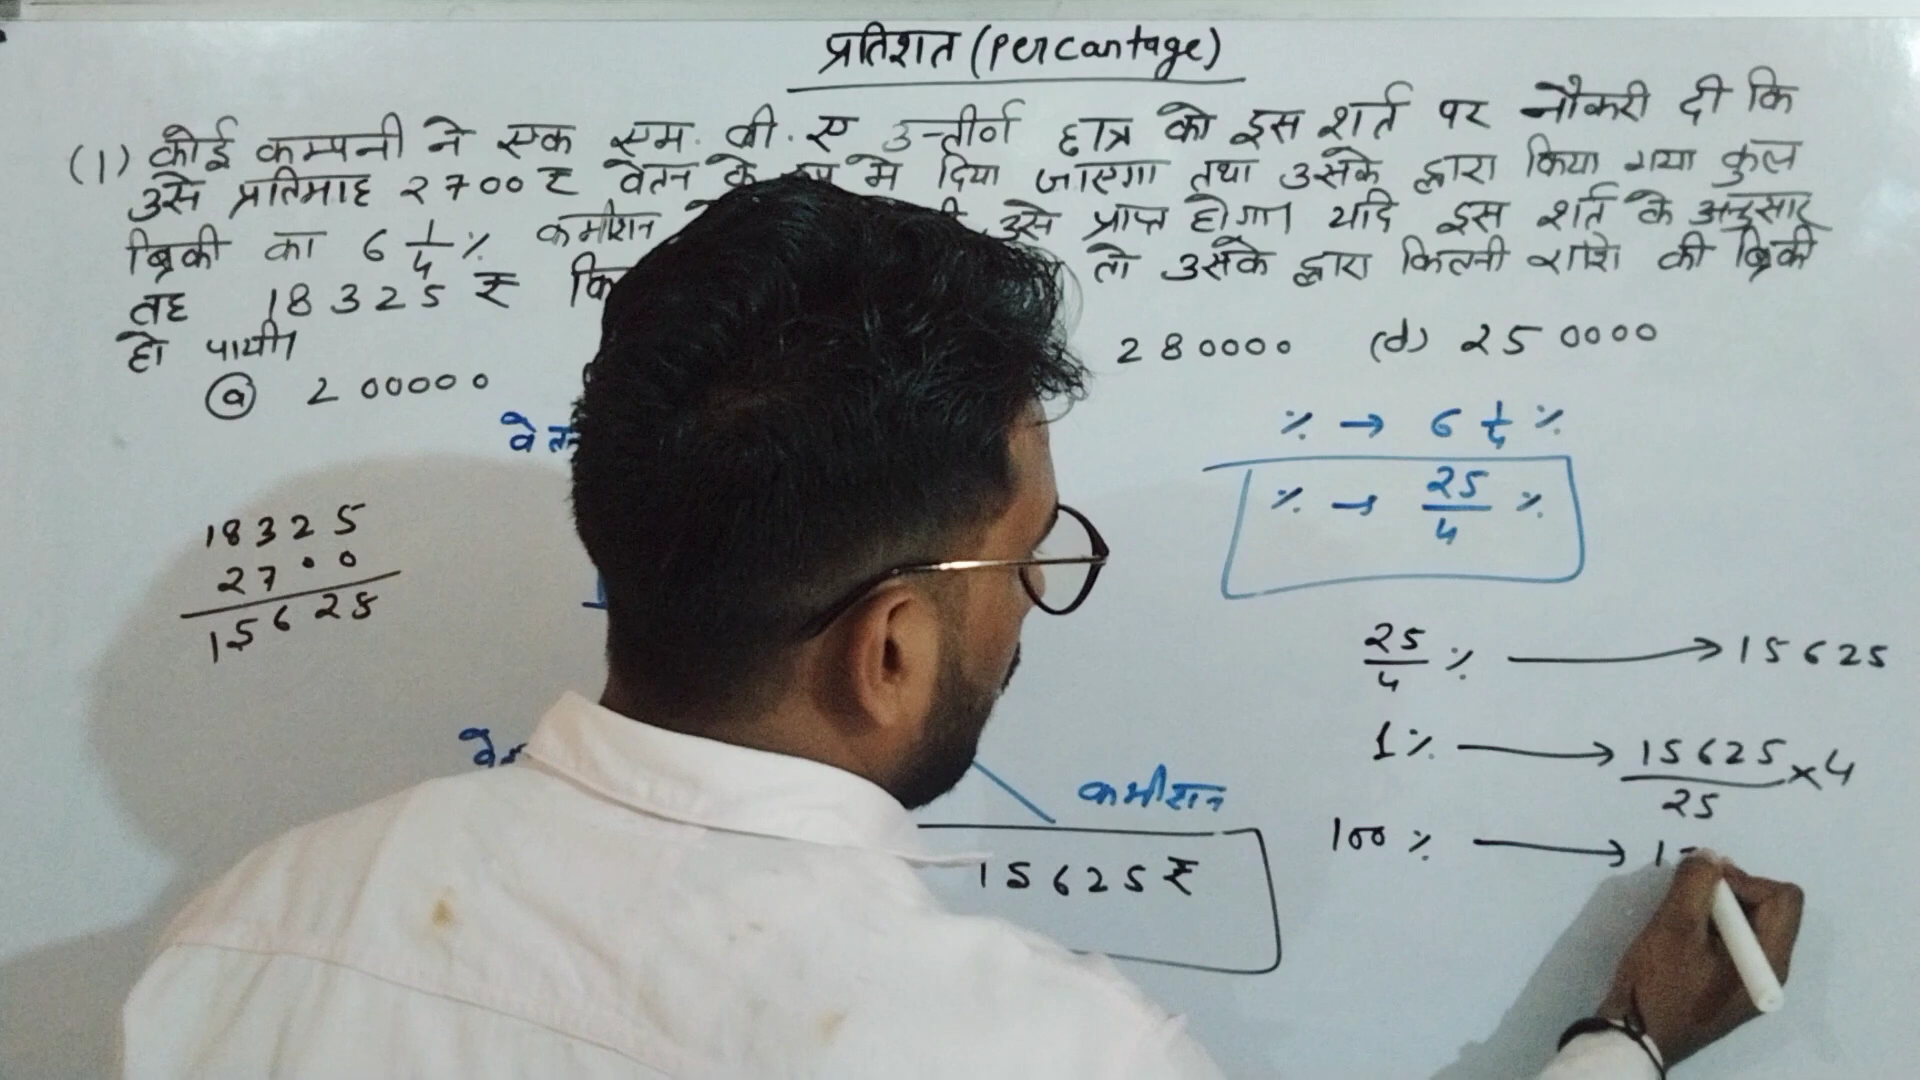 प्रतिशत (Percantage)
(1) कोई कम्पनी ने एक एम. बी. ए उत्तीर्ण छात्र को इस शर्त पर नौकरी दी कि
उसे प्रतिमाह 2700 ₹ वेतन के में दिया जाएगा तथा उसके द्वारा किया गया कुल
बिक्री का 6 1/4 % कमीशन उसे प्राप्त होगा। यदि इस शर्त के अनुसार
वह 18325 ₹ तो उसके द्वारा कितनी राशि की बिक्री
हो पायी।
(a) 200000 280000 (d) 250000
% → 6 1/4 %
% → 25/4 %
18325
2700
15625
25/4 % → 15625
1% → 15625/25 × 4
100 % →
कमीशन
15625 ₹